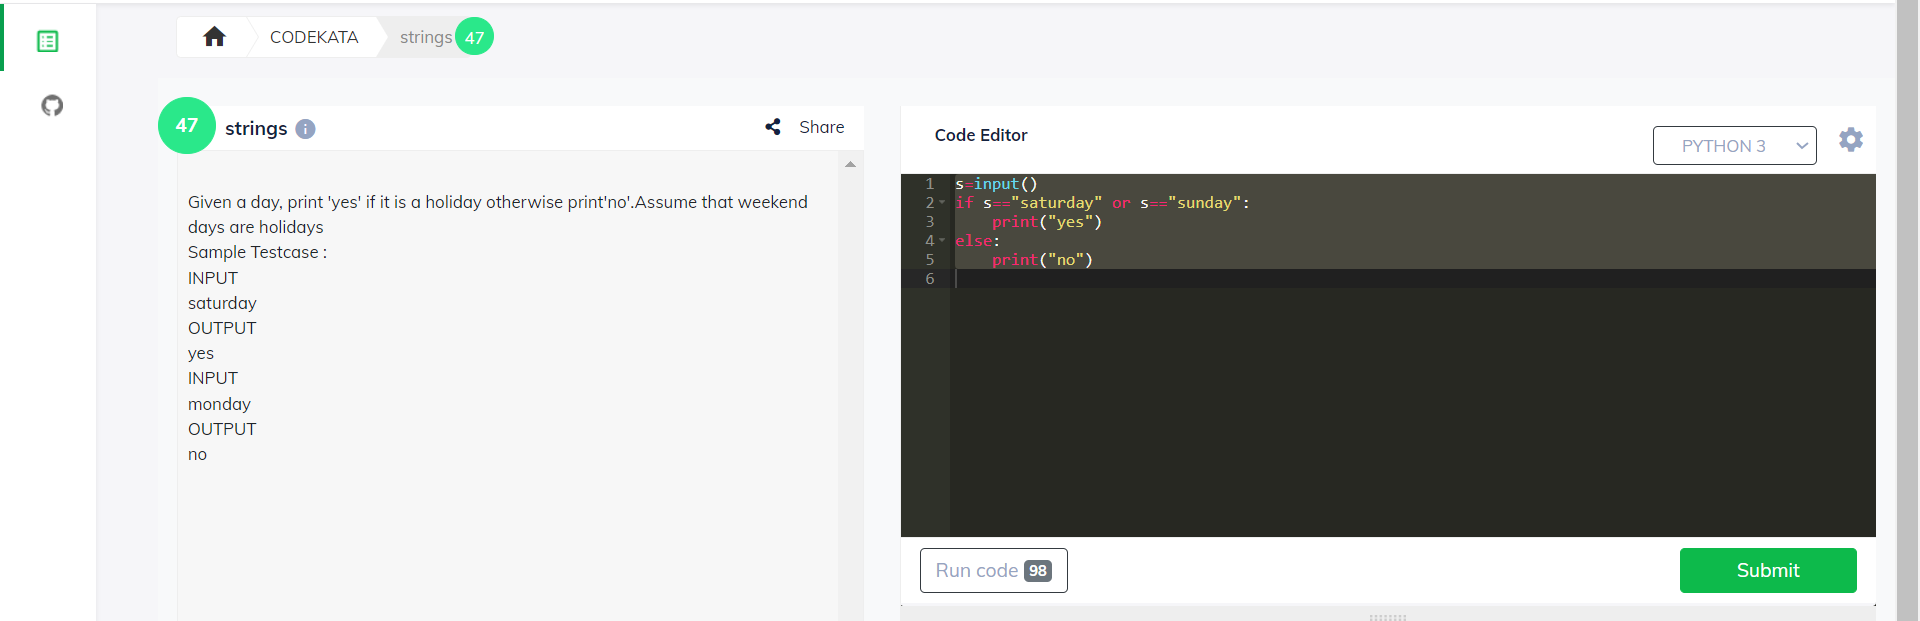 CODEKATA
strings 47
47
strings
Share
Given a day, print 'yes' if it is a holiday otherwise print'no'.Assume that weekend
days are holidays
Sample Testcase :
INPUT
saturday
OUTPUT
yes
INPUT
monday
OUTPUT
no
Code Editor
PYTHON 3
1 s=input()
2 if s=="saturday" or s=="sunday":
3     print("yes")
4 else:
5     print("no")
6
Run code 98
Submit